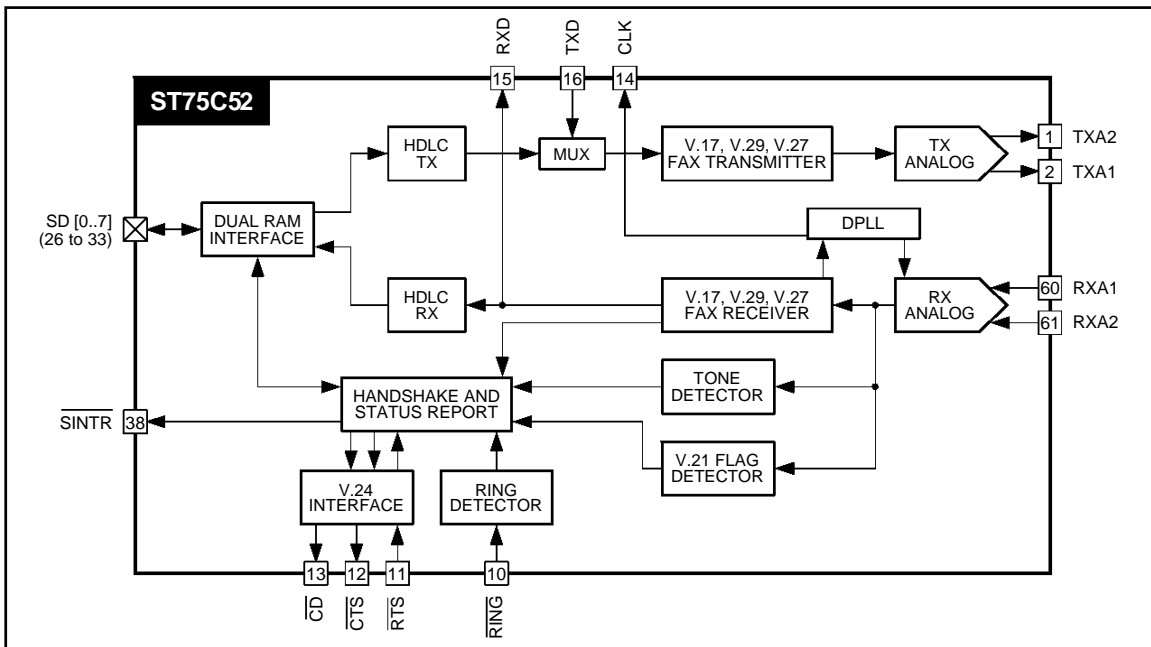 RXD
TXD
CLK
15
16
14
ST75C52
HDLC
TX
MUX
V.17, V.29, V.27
FAX TRANSMITTER
TX
ANALOG
1
TXA2
2
TXA1
SD [0..7]
(26 to 33)
DUAL RAM
INTERFACE
DPLL
HDLC
RX
V.17, V.29, V.27
FAX RECEIVER
RX
ANALOG
60
RXA1
61
RXA2
HANDSHAKE AND
STATUS REPORT
TONE
DETECTOR
SINTR
38
V.21 FLAG
DETECTOR
V.24
INTERFACE
RING
DETECTOR
13
12
11
10
CD
CTS
RTS
RING